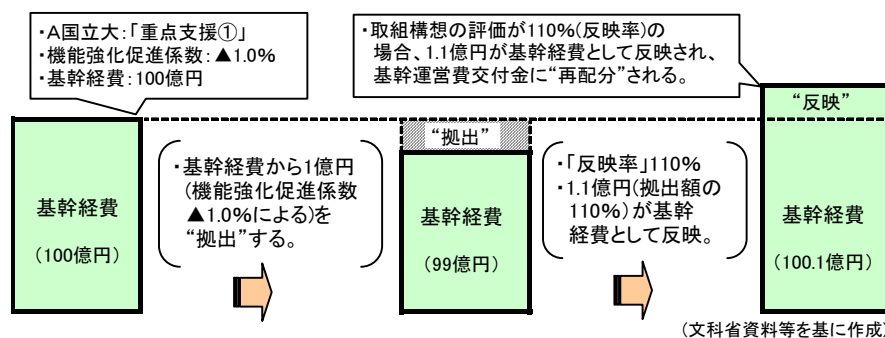 ・A国立大:「重点支援①」
・機能強化促進係数:▲1.0%
・基幹経費:100億円
・取組構想の評価が110%(反映率)の
場合、1.1億円が基幹経費として反映され、
基幹運営費交付金に“再配分”される。
基幹経費
(100億円)
・基幹経費から1億円
(機能強化促進係数
▲1.0%による)を
“拠出”する。
“拠出”
基幹経費
(99億円)
・「反映率」110%
・1.1億円(拠出額の
110%)が基幹
経費として反映。
“反映”
基幹経費
(100.1億円)
(文科省資料等を基に作成)